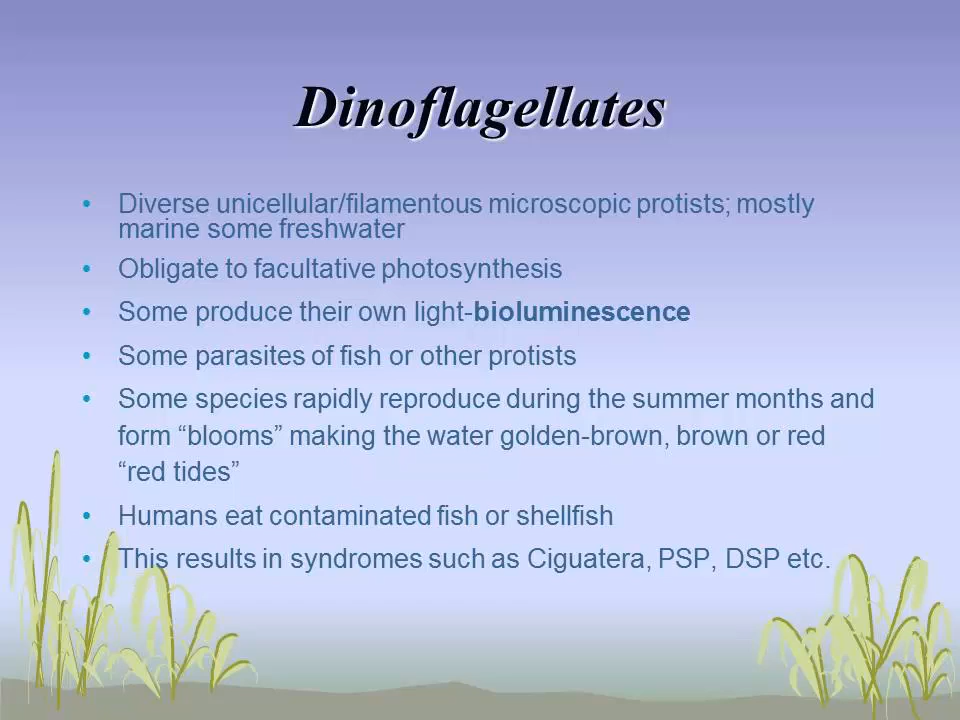 Dinoflagellates
• Diverse unicellular/filamentous microscopic protists; mostly
marine some freshwater
• Obligate to facultative photosynthesis
• Some produce their own light-bioluminescence
• Some parasites of fish or other protists
• Some species rapidly reproduce during the summer months and
form “blooms” making the water golden-brown, brown or red
“red tides”
• Humans eat contaminated fish or shellfish
• This results in syndromes such as Ciguatera, PSP, DSP etc.